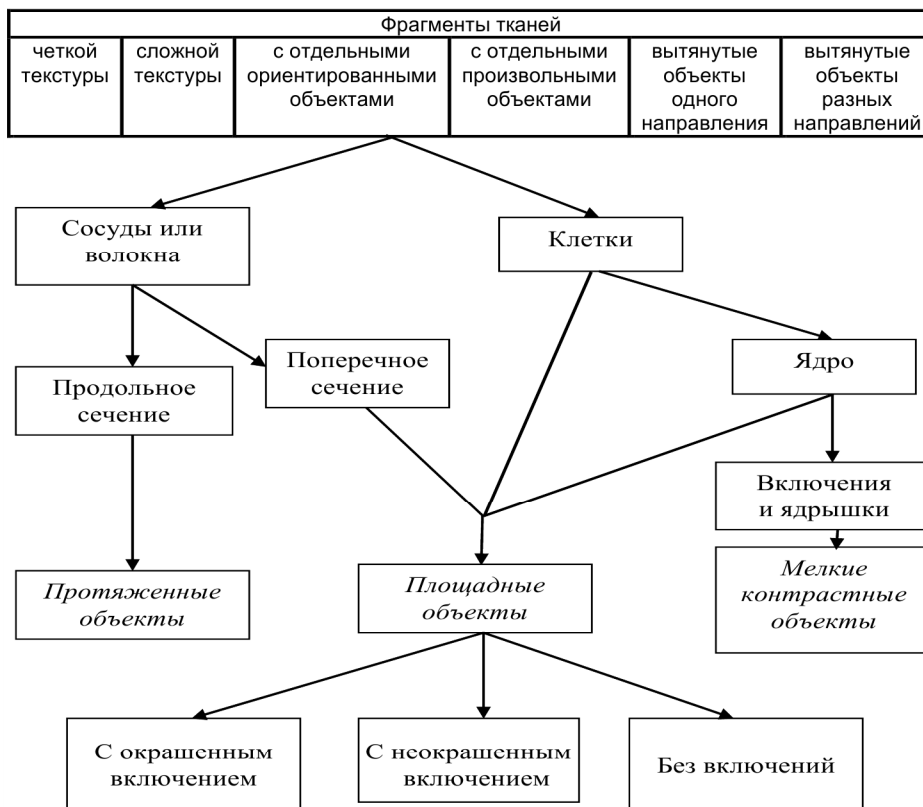 Фрагменты тканей
четкой
текстуры
сложной
текстуры
с отдельными
ориентированными
объектами
с отдельными
произвольными
объектами
вытянутые
объекты
одного
направления
вытянутые
объекты
разных
направлений
Сосуды или
волокна
Клетки
Продольное
сечение
Поперечное
сечение
Ядро
Включения
и ядрышки
Протяженные
объекты
Площадные
объекты
Мелкие
контрастные
объекты
С окрашенным
включением
С неокрашенным
включением
Без включений